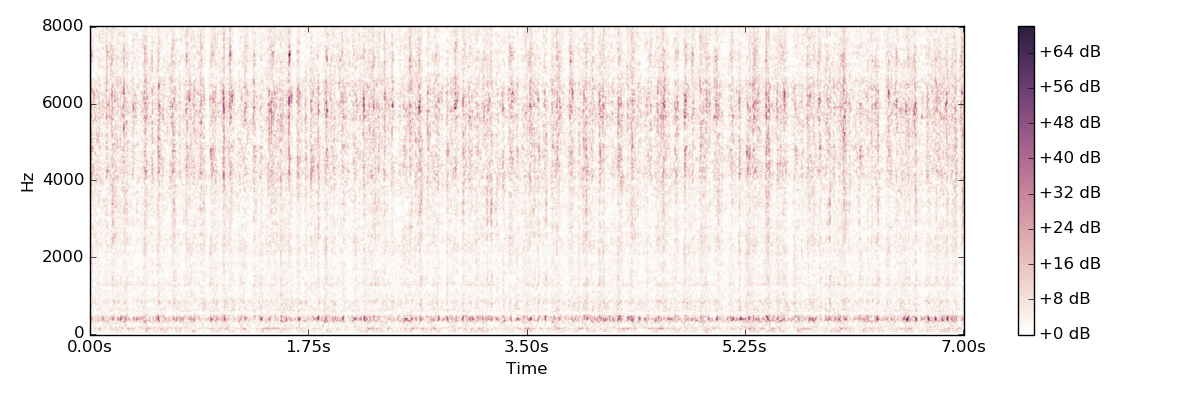 8000
6000
4000
2000
0
Hz
0.00s 1.75s 3.50s 5.25s 7.00s
Time
+64 dB
+56 dB
+48 dB
+40 dB
+32 dB
+24 dB
+16 dB
+8 dB
+0 dB